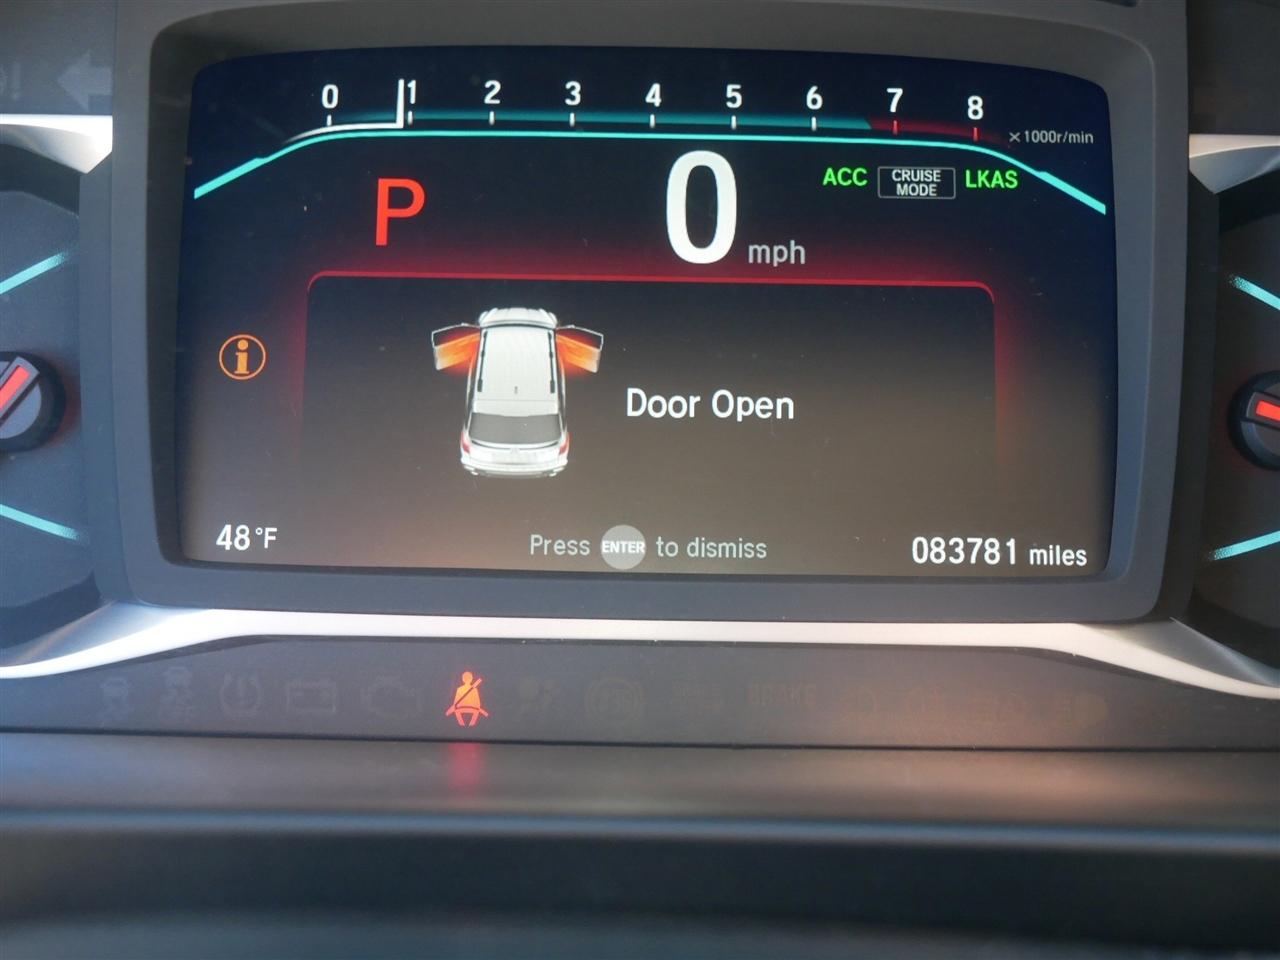 0 1 2 3 4 5 6 7 8
×1000r/min
P 0 mph ACC CRUISE MODE LKAS
Door Open
48°F Press ENTER to dismiss 083781 miles
BRAKE